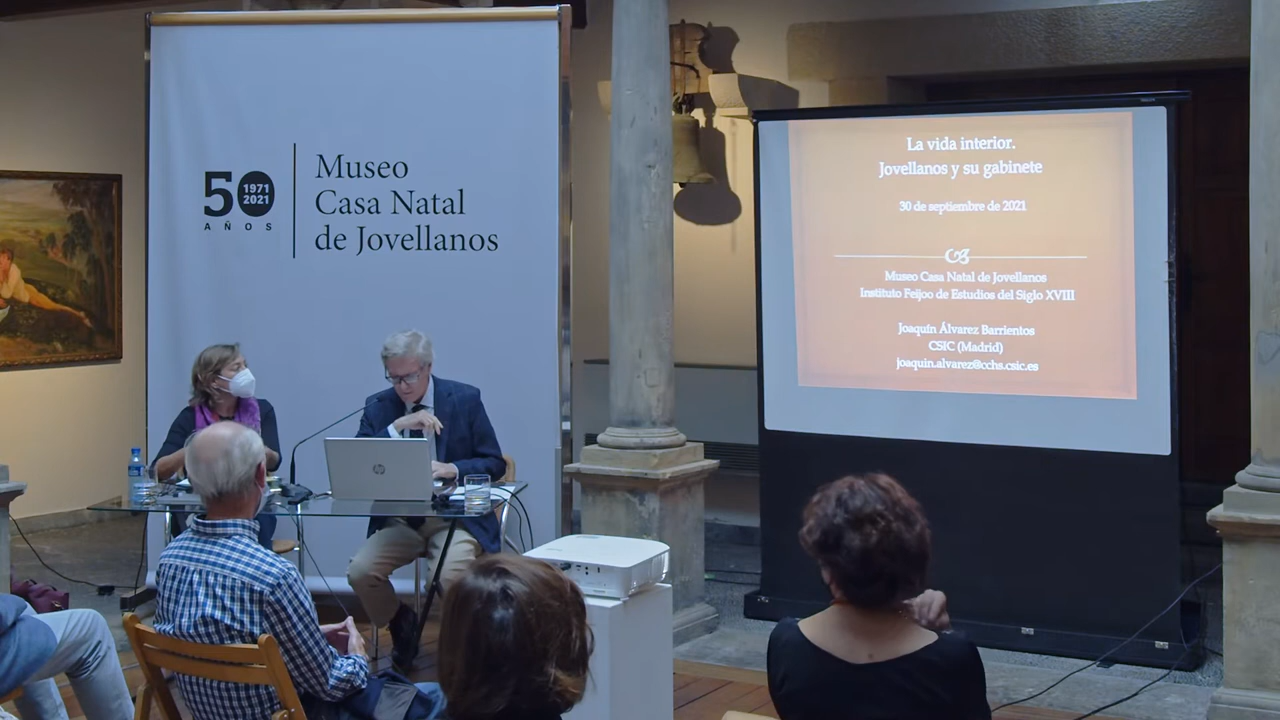 50
1971
2021
AÑOS
Museo
Casa Natal
de Jovellanos
La vida interior.
Jovellanos y su gabinete
30 de septiembre de 2021
Museo Casa Natal de Jovellanos
Instituto Feijoo de Estudios del Siglo XVIII
Joaquín Álvarez Barrientos
CSIC (Madrid)
joaquin.alvarez@cchs.csic.es
hp